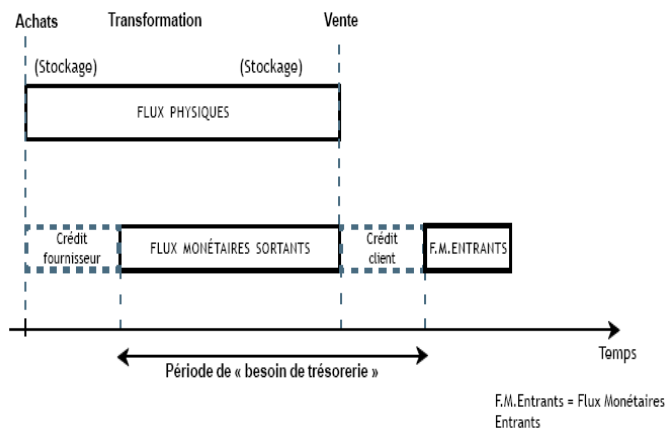 Achats Transformation Vente
(Stockage) (Stockage)
FLUX PHYSIQUES
Crédit
fournisseur
FLUX MONÉTAIRES SORTANTS
Crédit
client
F.M.ENTRANTS
Temps
Période de « besoin de trésorerie »
F.M.Entrants = Flux Monétaires
Entrants